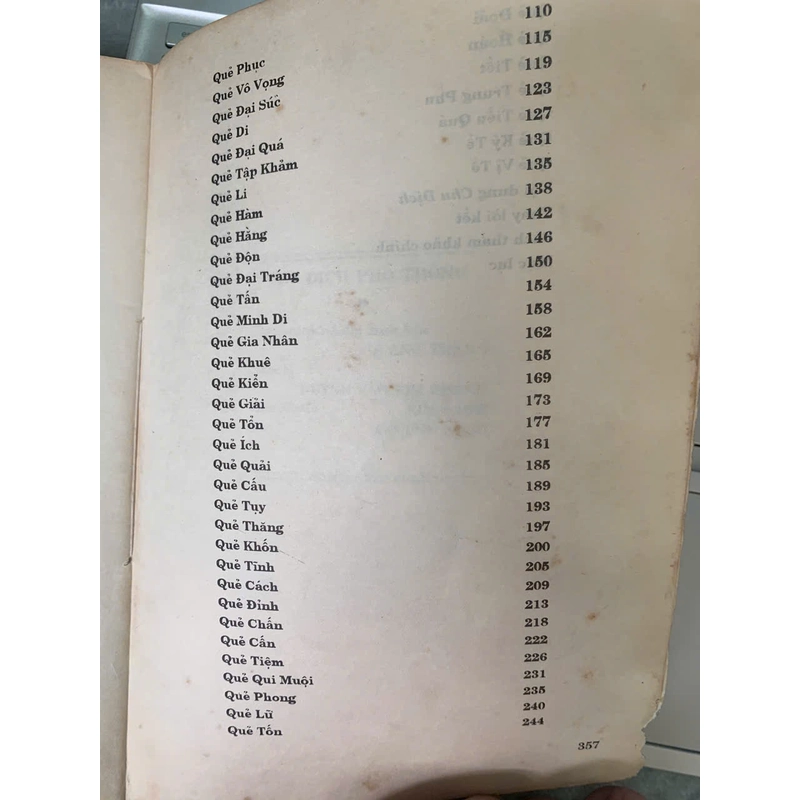 Quẻ Phục 110
Quẻ Vô Vọng 115
Quẻ Đại Súc 119
Quẻ Di 123
Quẻ Đại Quá 127
Quẻ Tập Khảm 131
Quẻ Li 135
Quẻ Hàm 138
Quẻ Hằng 142
Quẻ Độn 146
Quẻ Đại Tráng 150
Quẻ Tấn 154
Quẻ Minh Di 158
Quẻ Gia Nhân 162
Quẻ Khuê 165
Quẻ Kiển 169
Quẻ Giải 173
Quẻ Tổn 177
Quẻ Ích 181
Quẻ Quải 185
Quẻ Cấu 189
Quẻ Tụy 193
Quẻ Thăng 197
Quẻ Khốn 200
Quẻ Tĩnh 205
Quẻ Cách 209
Quẻ Đỉnh 213
Quẻ Chấn 218
Quẻ Cấn 222
Quẻ Tiệm 226
Quẻ Qui Muội 231
Quẻ Phong 235
Quẻ Lữ 240
Quẻ Tốn 244
357